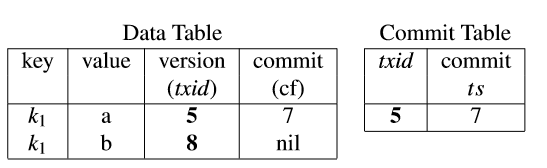 Data Table Commit Table
key value version commit txid commit
(txid) (cf) ts
k1 a 5 7 5 7
k1 b 8 nil